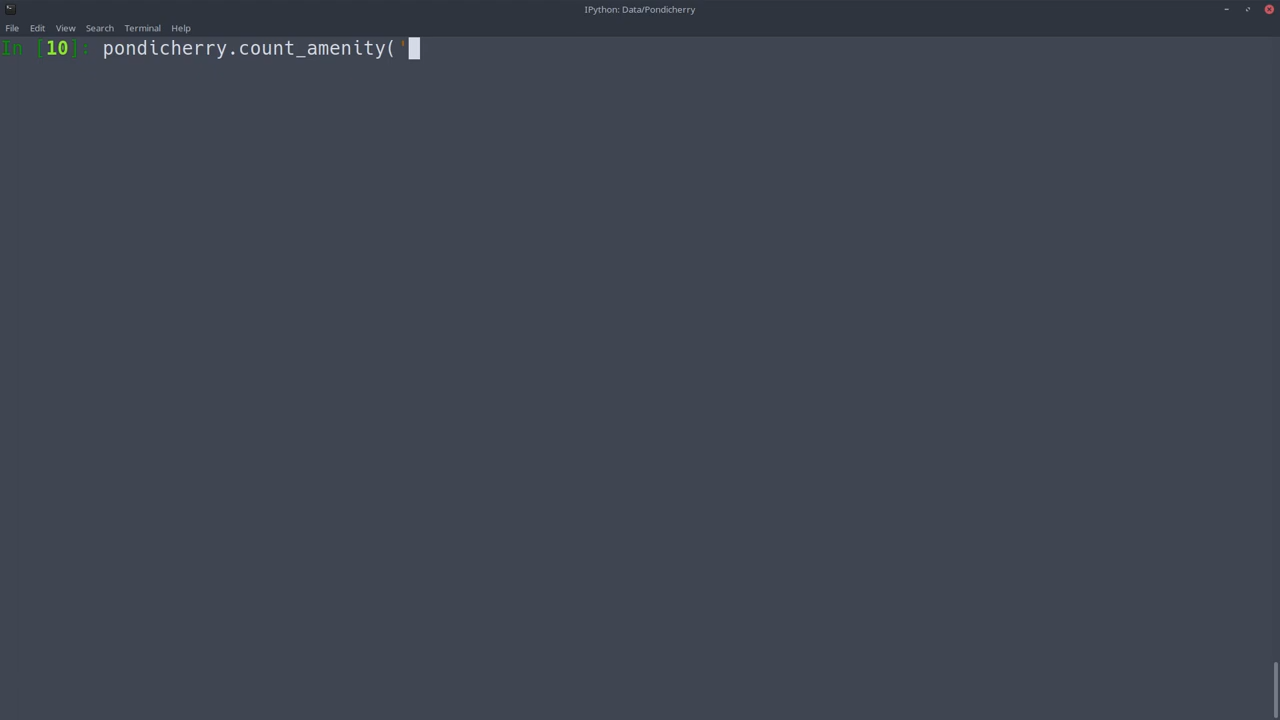 IPython: Data/Pondicherry
File Edit View Search Terminal Help
In [10]: pondicherry.count_amenity('